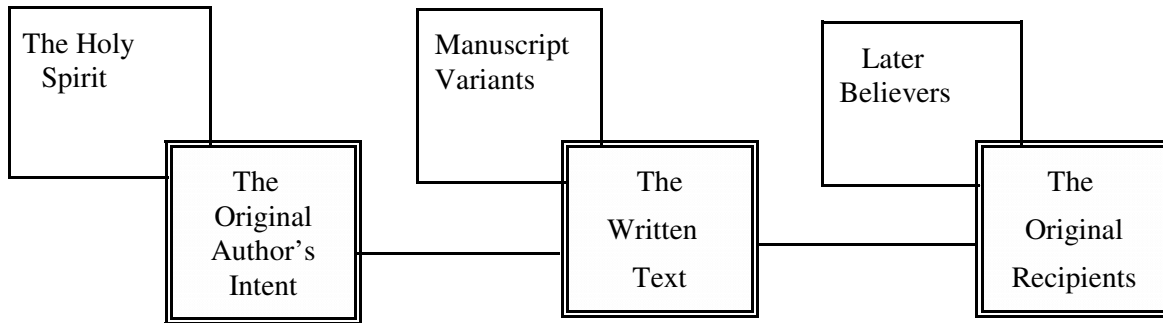 The Holy
Spirit
Manuscript
Variants
Later
Believers
The
Original
Author’s
Intent
The
Written
Text
The
Original
Recipients